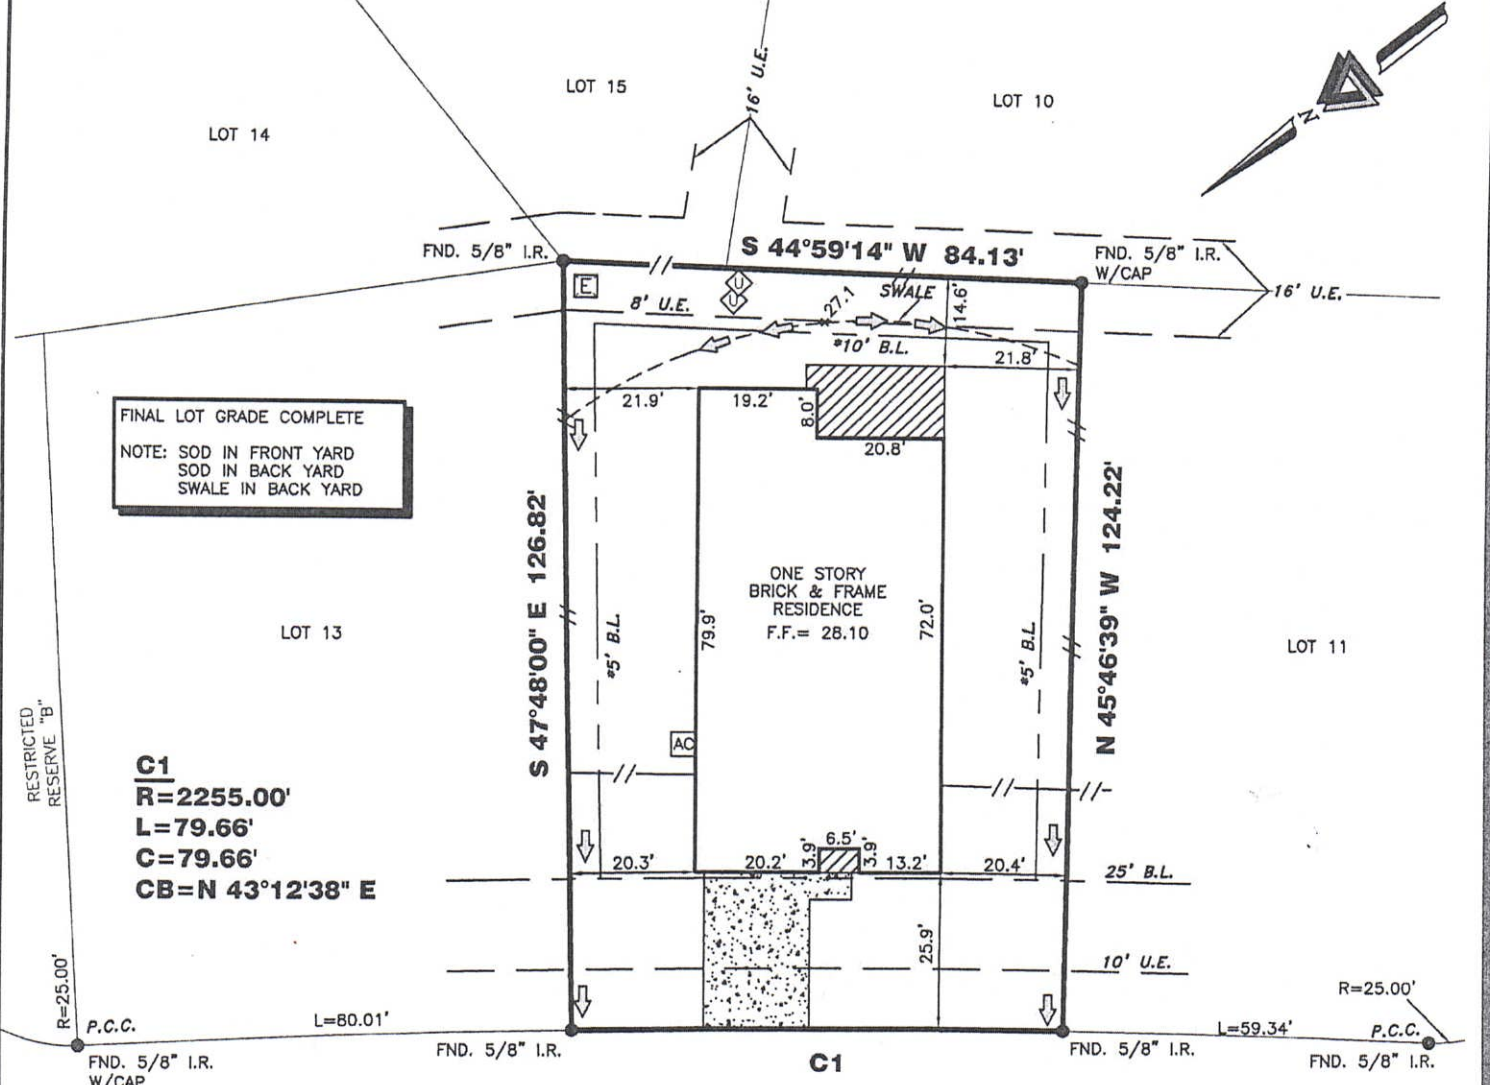 LOT 14
LOT 15
16' U.E.
LOT 10
N
FND. 5/8" I.R.
S 44°59'14" W 84.13'
FND. 5/8" I.R.
W/CAP
16' U.E.
E
8' U.E.
U
U
27.1
SWALE
14.6'
*10' B.L.
21.8'
21.9'
19.2'
8.0'
20.8'
FINAL LOT GRADE COMPLETE
NOTE: SOD IN FRONT YARD
SOD IN BACK YARD
SWALE IN BACK YARD
S 47°48'00" E 126.82'
N 45°46'39" W 124.22'
ONE STORY
BRICK & FRAME
RESIDENCE
F.F.= 28.10
LOT 13
*5' B.L.
79.9'
72.0'
*5' B.L.
LOT 11
RESTRICTED
RESERVE "B"
AC
C1
R=2255.00'
L=79.66'
C=79.66'
CB=N 43°12'38" E
20.3'
20.2'
3.9'
6.5'
3.9'
13.2'
20.4'
25' B.L.
25.9'
10' U.E.
R=25.00'
P.C.C.
L=80.01'
FND. 5/8" I.R.
W/CAP
FND. 5/8" I.R.
C1
FND. 5/8" I.R.
L=59.34'
R=25.00'
P.C.C.
FND. 5/8" I.R.